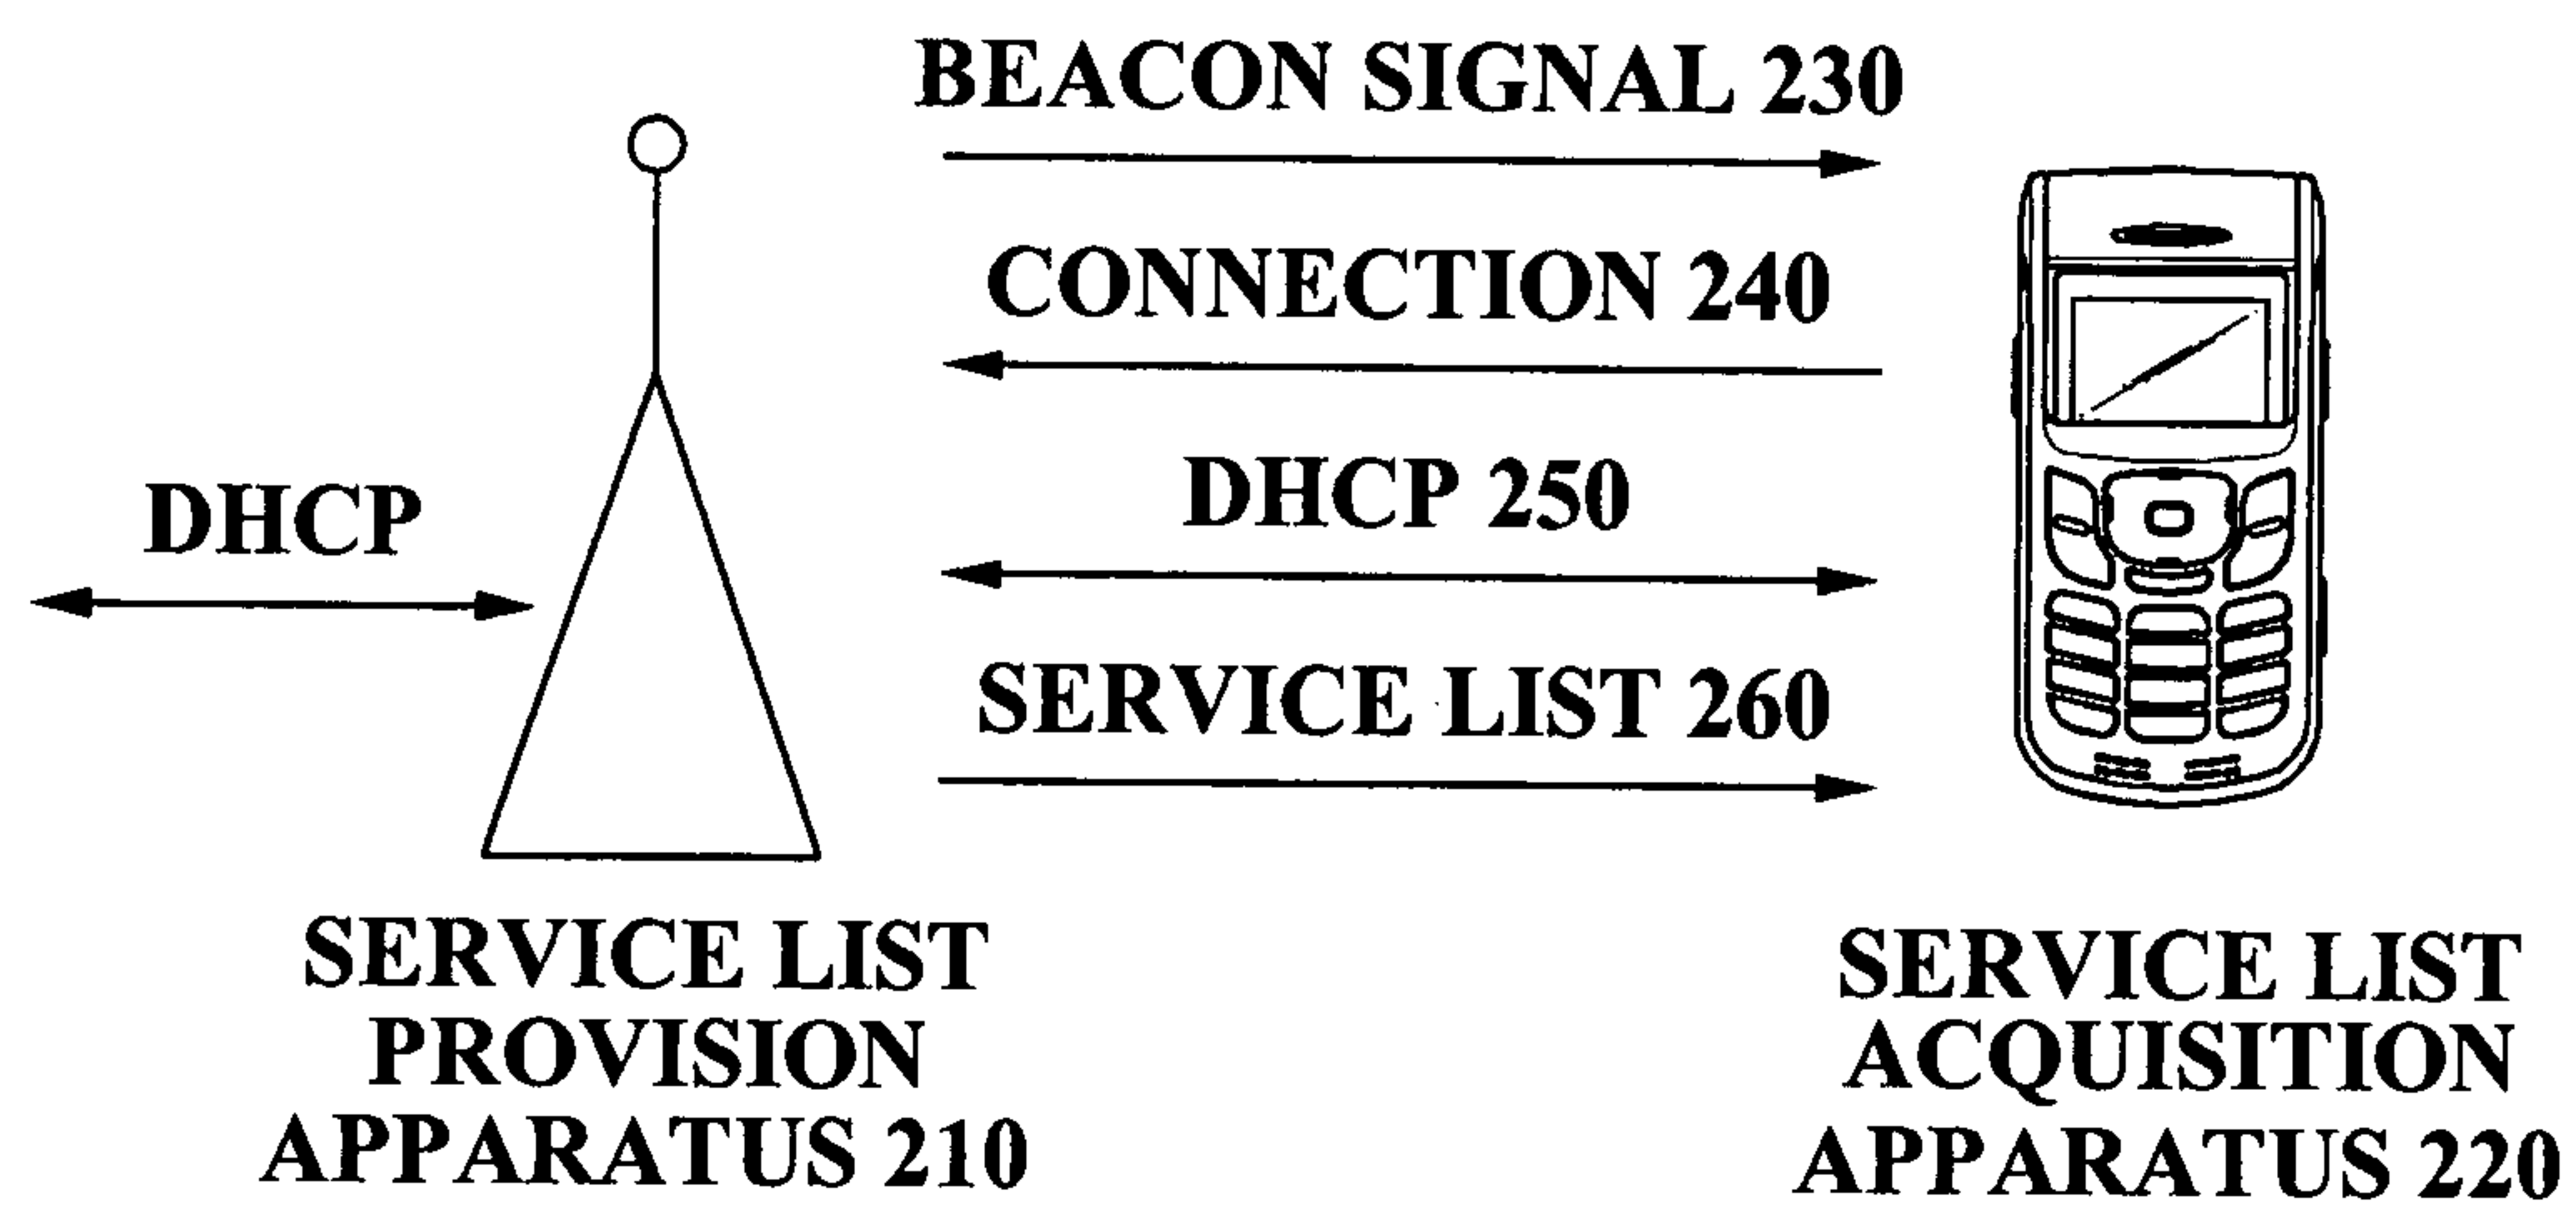 BEACON SIGNAL 230
CONNECTION 240
DHCP 250
DHCP
SERVICE LIST 260
SERVICE LIST
PROVISION
APPARATUS 210
SERVICE LIST
ACQUISITION
APPARATUS 220